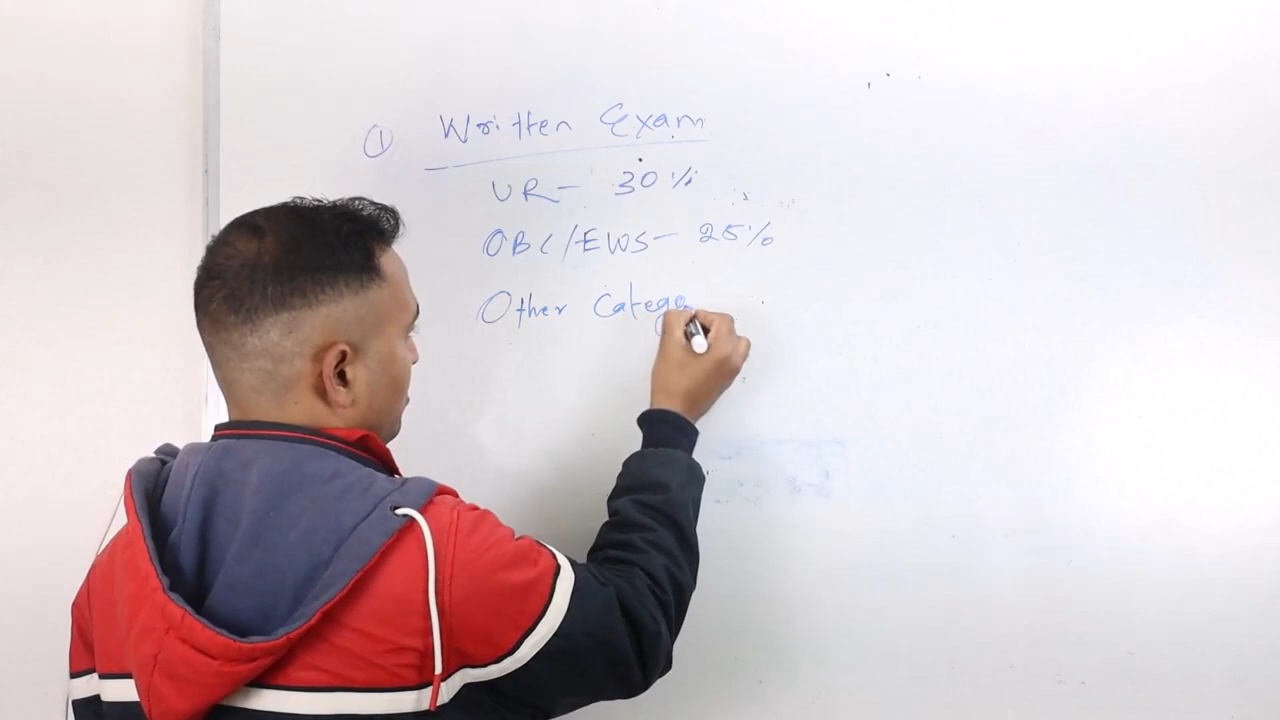 ① Written Exam
UR - 30%
OBC/EWS - 25%
Other Catego